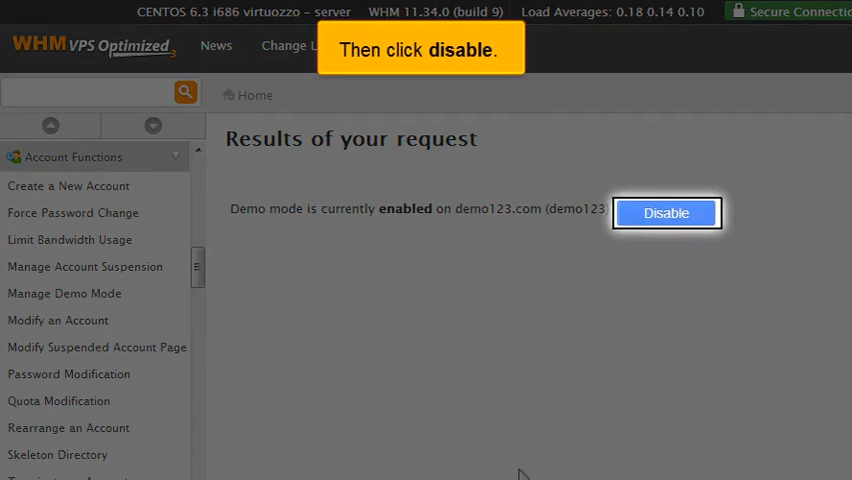 CENTOS 6.3 i686 virtuozzo – server WHM 11.34.0 (build 9) Load Averages: 0.18 0.14 0.10 Secure Connectio
Then click disable.
WHM VPS Optimized 3 News Change L
Home
Results of your request
Account Functions
Create a New Account
Demo mode is currently enabled on demo123.com (demo123) Disable
Force Password Change
Limit Bandwidth Usage
Manage Account Suspension
Manage Demo Mode
Modify an Account
Modify Suspended Account Page
Password Modification
Quota Modification
Rearrange an Account
Skeleton Directory